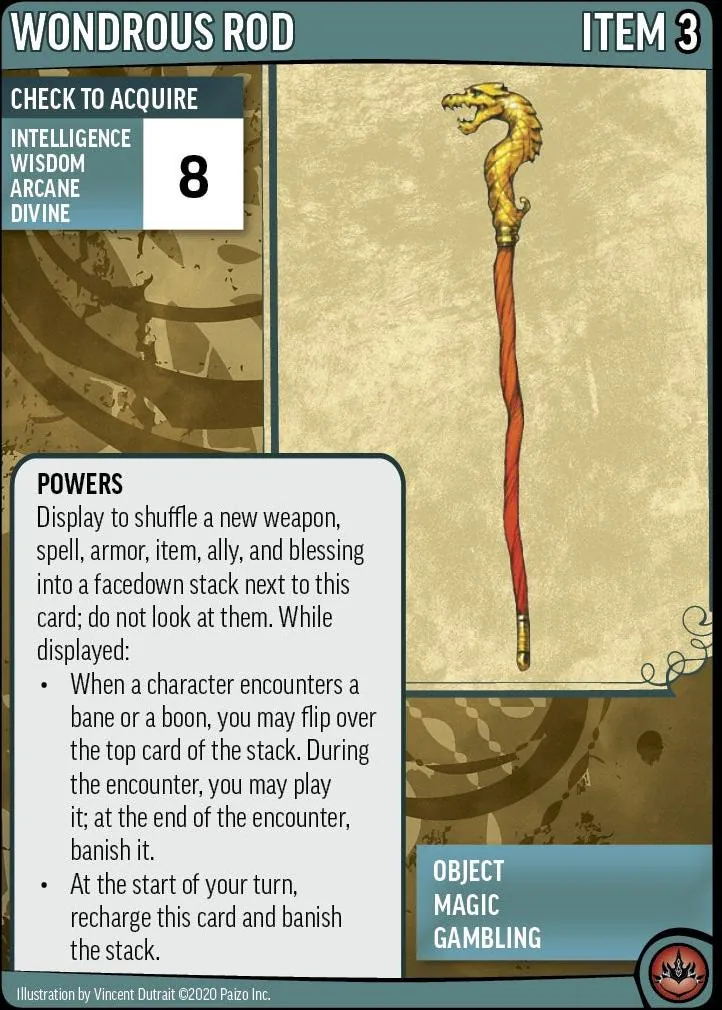 WONDROUS ROD
ITEM 3
CHECK TO ACQUIRE
INTELLIGENCE
WISDOM
ARCANE
DIVINE
8
POWERS
Display to shuffle a new weapon,
spell, armor, item, ally, and blessing
into a facedown stack next to this
card; do not look at them. While
displayed:
• When a character encounters a
bane or a boon, you may flip over
the top card of the stack. During
the encounter, you may play
it; at the end of the encounter,
banish it.
• At the start of your turn,
recharge this card and banish
the stack.
OBJECT
MAGIC
GAMBLING
Illustration by Vincent Dutrait ©2020 Paizo Inc.